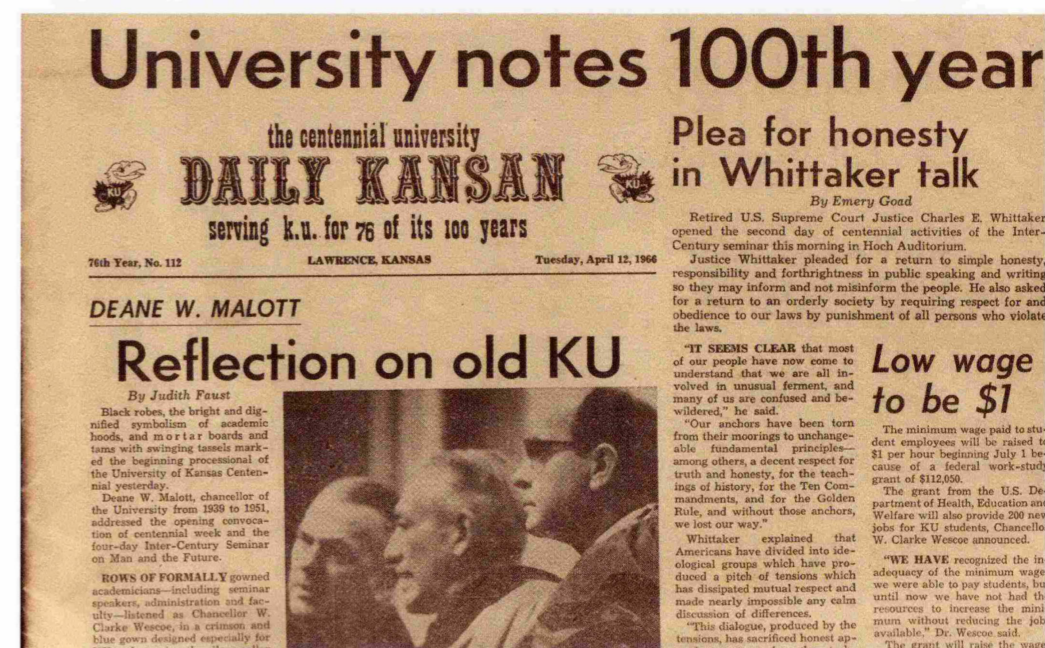 University notes 100th year
the centennial university
DAILY KANSAN
KU
KU
serving k.u. for 76 of its 100 years
76th Year, No. 112
LAWRENCE, KANSAS
Tuesday, April 12, 1966
DEANE W. MALOTT
Reflection on old KU
By Judith Faust
Black robes, the bright and dig-
nified symbolism of academic
hoods, and mortar boards and
tams with swinging tassels mark-
ed the beginning processional of
the University of Kansas Centen-
nial yesterday.
Deane W. Malott, chancellor of
the University from 1939 to 1951,
addressed the opening convoca-
tion of centennial week and the
four-day Inter-Century Seminar
on Man and the Future.
ROWS OF FORMALLY gowned
academicians—including seminar
speakers, administration and fac-
ulty—listened as Chancellor W.
Clarke Wescoe, in a crimson and
blue gown designed especially for
Plea for honesty
in Whittaker talk
By Emery Goad
Retired U.S. Supreme Court Justice Charles E. Whittaker
opened the second day of centennial activities of the Inter-
Century seminar this morning in Hoch Auditorium.
Justice Whittaker pleaded for a return to simple honesty,
responsibility and forthrightness in public speaking and writing
so they may inform and not misinform the people. He also asked
for a return to an orderly society by requiring respect for and
obedience to our laws by punishment of all persons who violate
the laws.
"IT SEEMS CLEAR that most
of our people have now come to
understand that we are all in-
volved in unusual ferment, and
many of us are confused and be-
wildered," he said.
"Our anchors have been torn
from their moorings to unchange-
able fundamental principles—
among others, a decent respect for
truth and honesty, for the teach-
ings of history, for the Ten Com-
mandments, and for the Golden
Rule, and without those anchors,
we lost our way."
Whittaker explained that
Americans have divided into ide-
ological groups which have pro-
duced a pitch of tensions which
has dissipated mutual respect and
made nearly impossible any calm
discussion of differences.
"This dialogue, produced by the
tensions, has sacrificed honest ap-
Low wage
to be $1
The minimum wage paid to stu-
dent employees will be raised to
$1 per hour beginning July 1 be-
cause of a federal work-study
grant of $112,050.
The grant from the U.S. De-
partment of Health, Education and
Welfare will also provide 200 new
jobs for KU students, Chancello
W. Clarke Wescoe announced.
"WE HAVE recognized the in-
adequacy of the minimum wage
we were able to pay students, bu
until now we have not had th
resources to increase the mini
mum without reducing the job
available," Dr. Wescoe said.
The grant will raise the wage